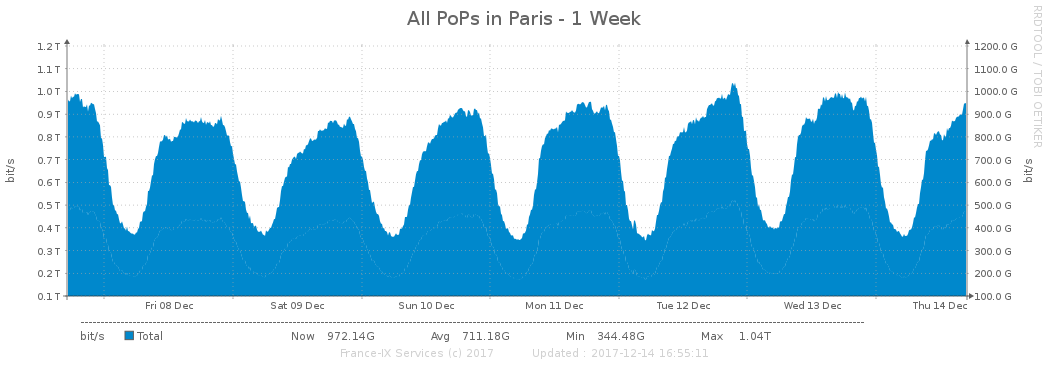 All PoPs in Paris - 1 Week
RRDTOOL / TOBI OETIKER
1.2 T 1200.0 G
1.1 T 1100.0 G
1.0 T 1000.0 G
0.9 T 900.0 G
0.8 T 800.0 G
0.7 T 700.0 G
0.6 T 600.0 G
0.5 T 500.0 G
0.4 T 400.0 G
0.3 T 300.0 G
0.2 T 200.0 G
0.1 T 100.0 G
bit/s
bit/s
Fri 08 Dec Sat 09 Dec Sun 10 Dec Mon 11 Dec Tue 12 Dec Wed 13 Dec Thu 14 Dec
bit/s Total Now 972.14G Avg 711.18G Min 344.48G Max 1.04T
France-IX Services (c) 2017 Updated : 2017-12-14 16:55:11